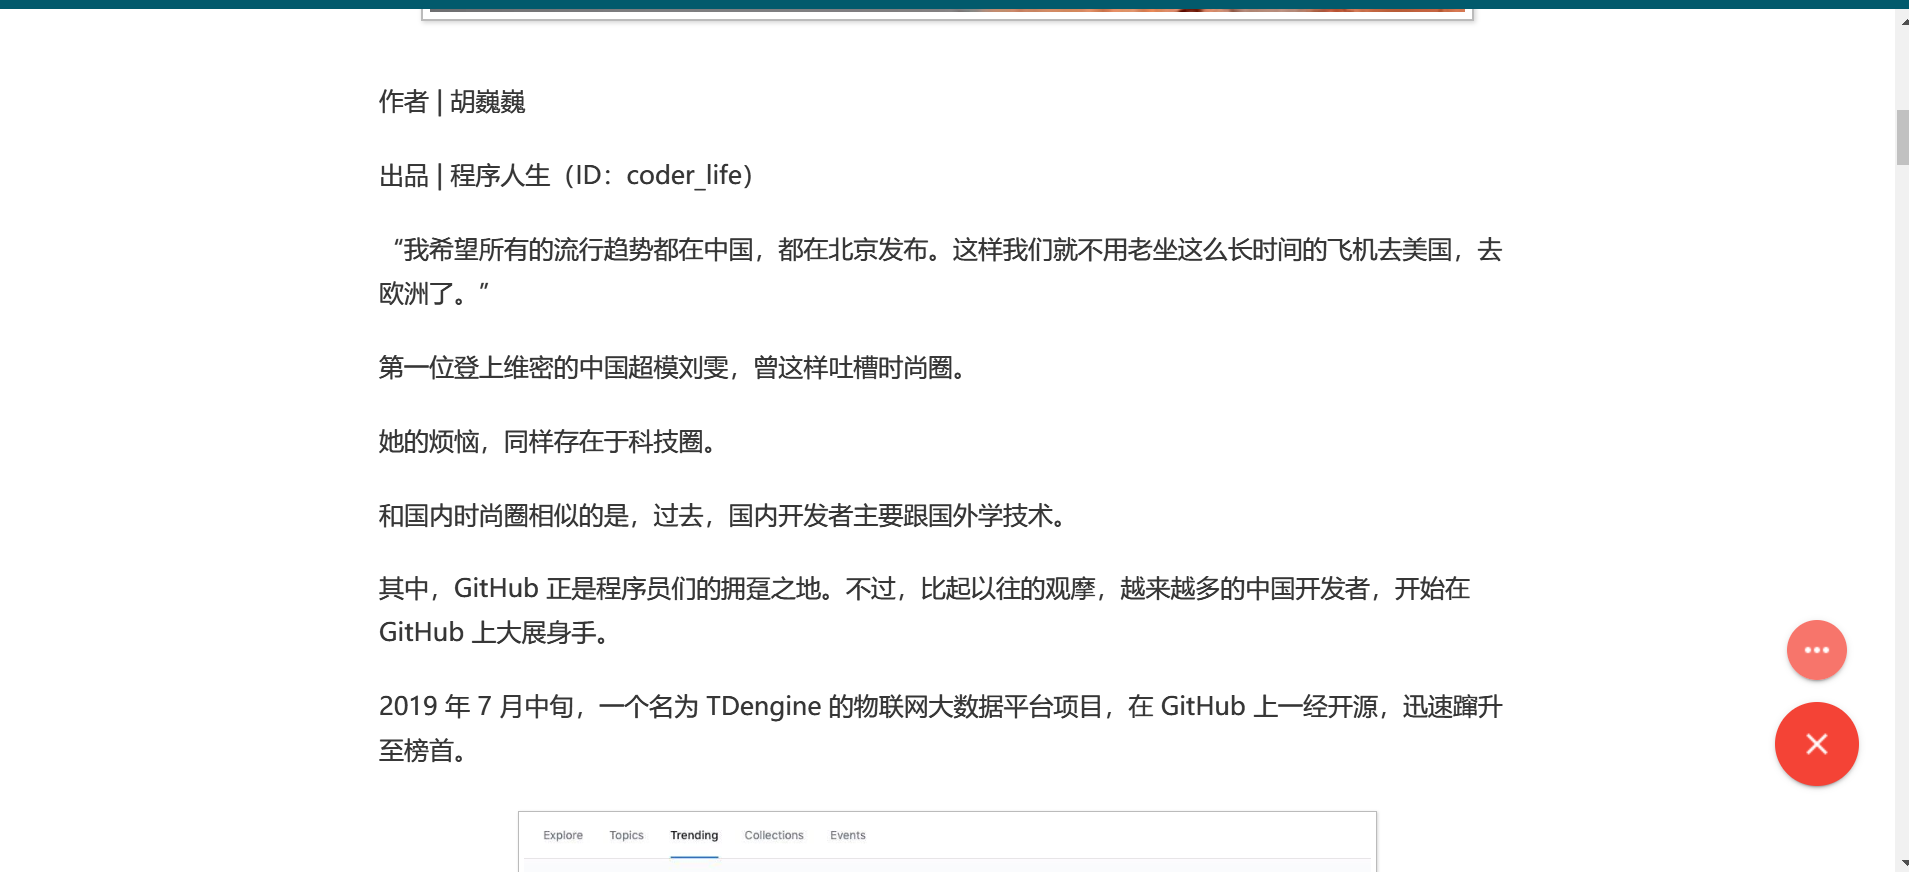 作者 | 胡巍巍
出品 | 程序人生（ID：coder_life）
“我希望所有的流行趋势都在中国，都在北京发布。这样我们就不用老坐这么长时间的飞机去美国，去
欧洲了。”
第一位登上维密的中国超模刘雯，曾这样吐槽时尚圈。
她的烦恼，同样存在于科技圈。
和国内时尚圈相似的是，过去，国内开发者主要跟国外学技术。
其中，GitHub 正是程序员们的拥趸之地。不过，比起以往的观摩，越来越多的中国开发者，开始在
GitHub 上大展身手。
2019 年 7 月中旬，一个名为 TDengine 的物联网大数据平台项目，在 GitHub 上一经开源，迅速蹿升
至榜首。
Explore Topics Trending Collections Events